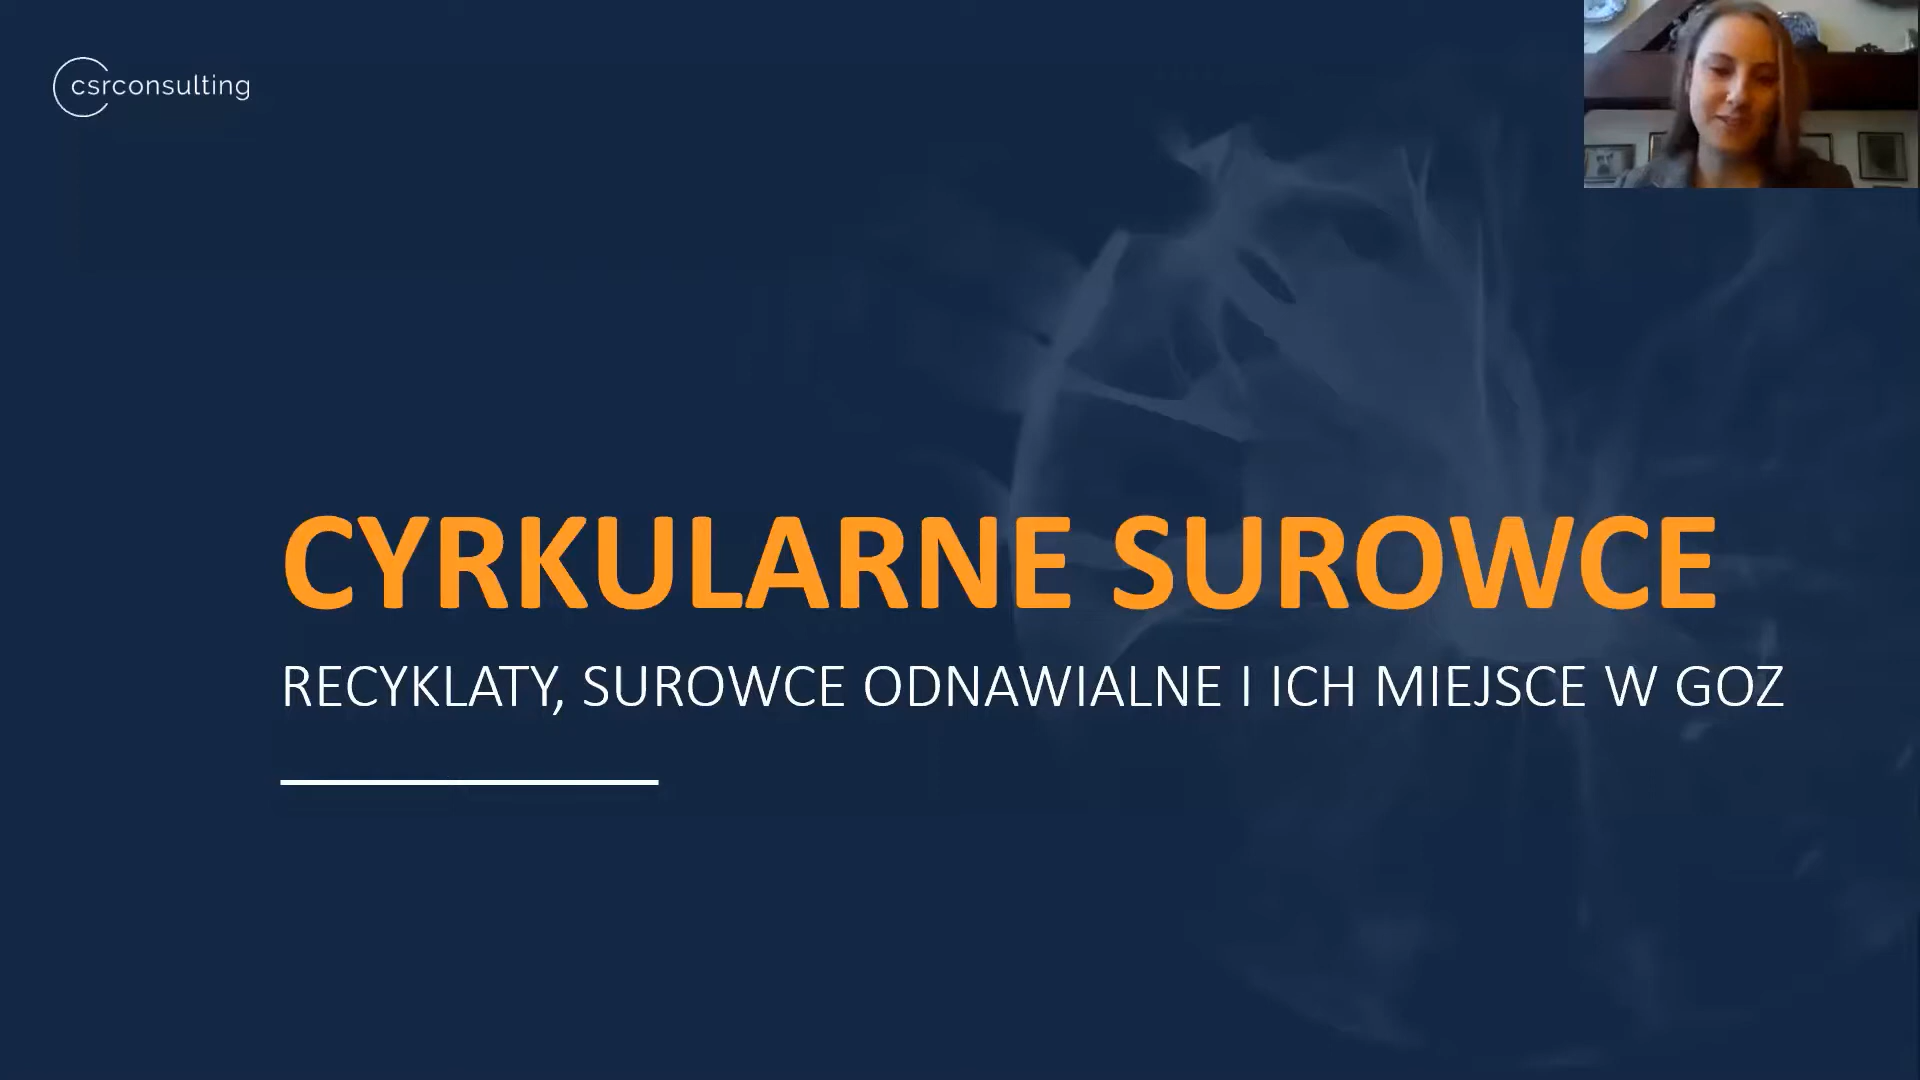 csrconsulting
CYRKULARNE SUROWCE
RECYKLATY, SUROWCE ODNAWIALNE I ICH MIEJSCE W GOZ